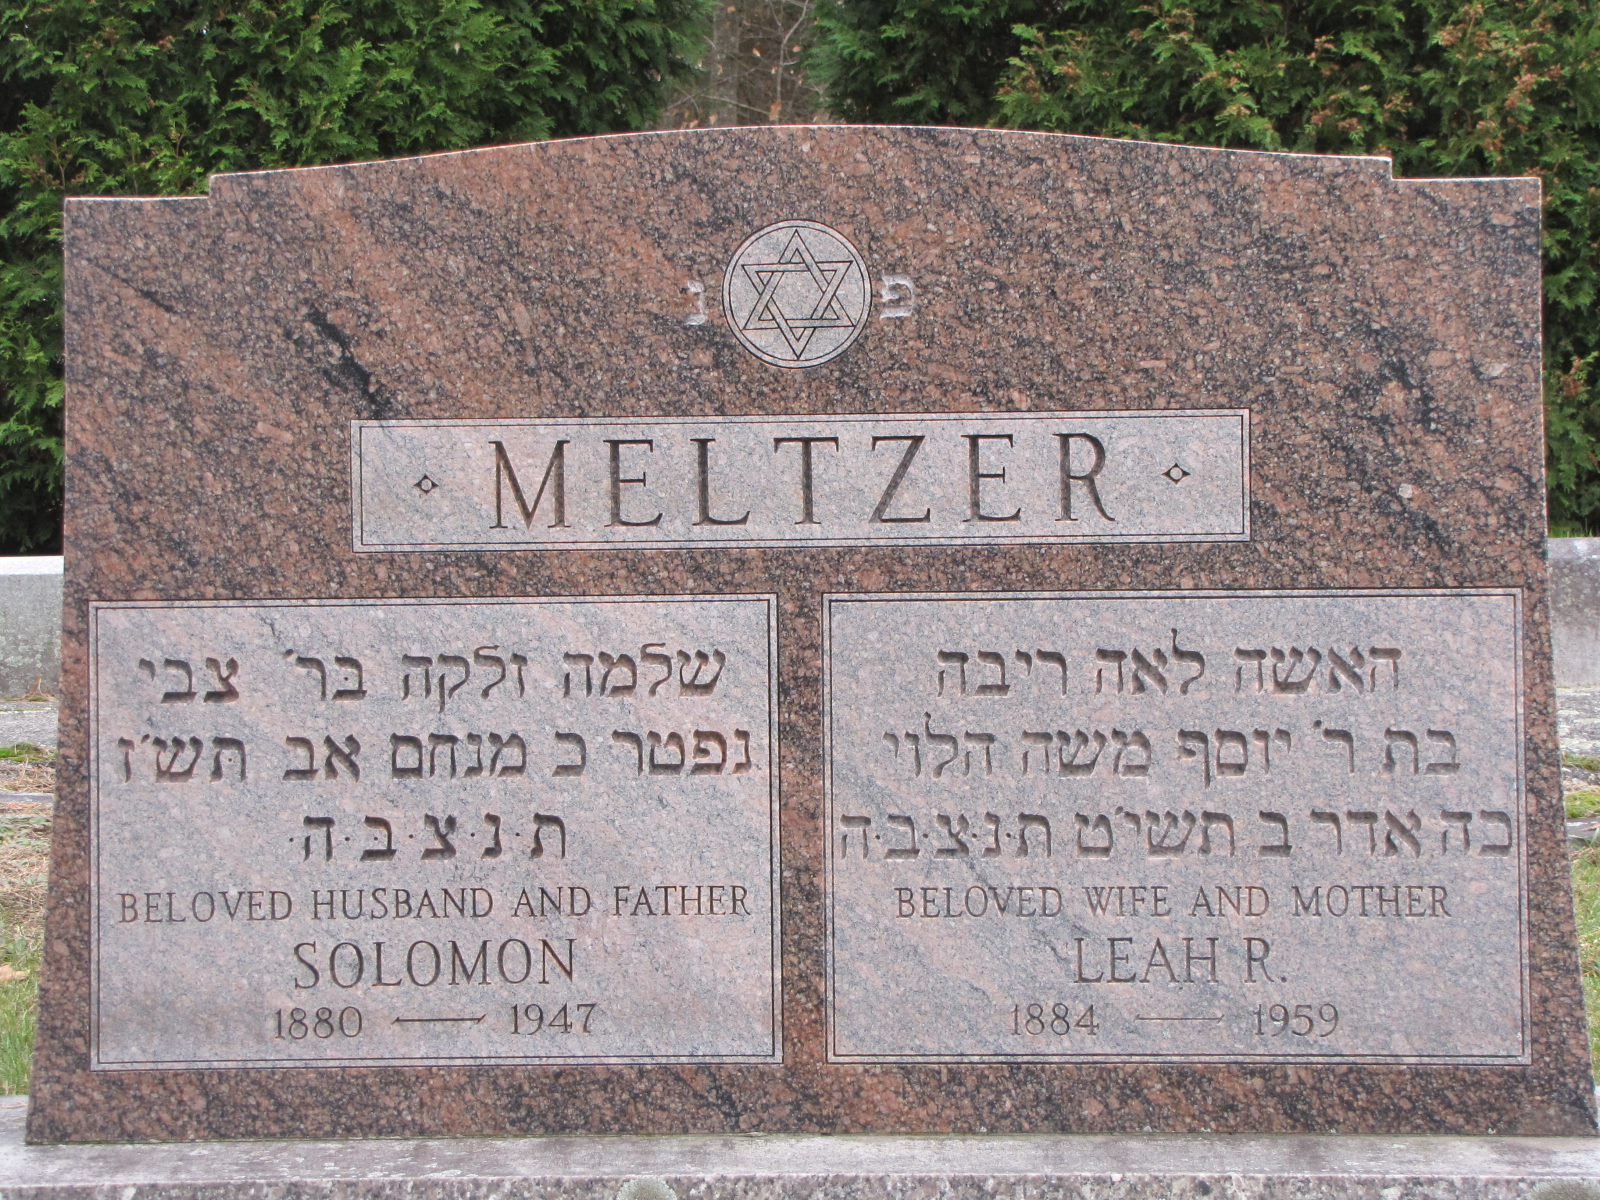 פ נ
MELTZER
שלמה זלקה בר׳ צבי
נפטר כ מנחם אב תש״ז
ת·נ·צ·ב·ה·
BELOVED HUSBAND AND FATHER
SOLOMON
1880 — 1947
האשה לאה ריבה
בת ר׳ יוסף משה הלוי
כה אדר ב תשי״ט ת·נ·צ·ב·ה
BELOVED WIFE AND MOTHER
LEAH R.
1884 — 1959